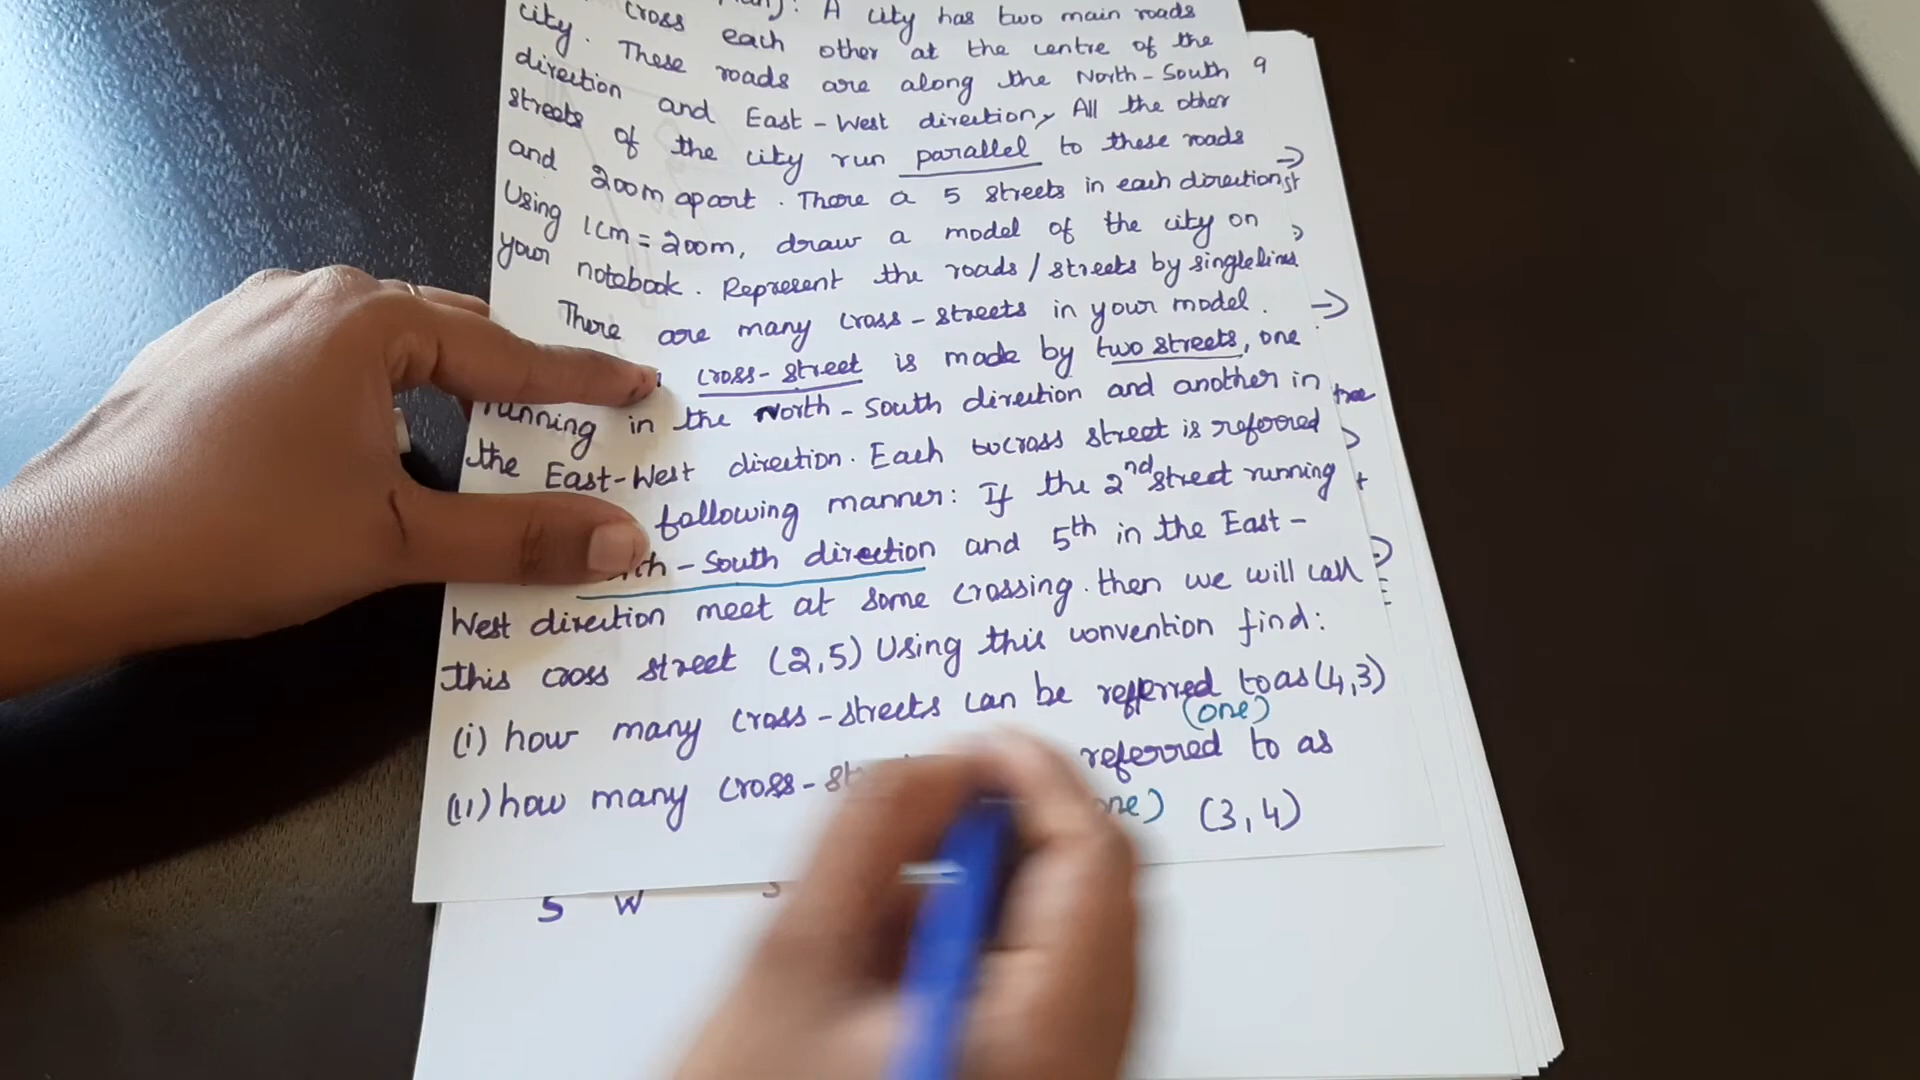 cross each other at the centre of the
A city has two main roads
city. These roads are along the North-South 9
direction and East-West direction, All the other
streets of the city run parallel to these roads
and 200m apart. There a 5 streets in each direction
Using 1cm = 200m, draw a model of the city on
your notebook. Represent the roads/streets by single lines
There are many cross-streets in your model.
cross-street is made by two streets, one
running in the North-South direction and another in
the East-West direction. Each cross street is referred
following manner: If the 2nd street running
-South direction and 5th in the East-
West direction meet at some crossing. then we will call
this cross street (2,5) Using this convention find:
(i) how many cross-streets can be referred to as (4,3)
(one)
(ii) how many cross- referred to as
(3,4)
S W